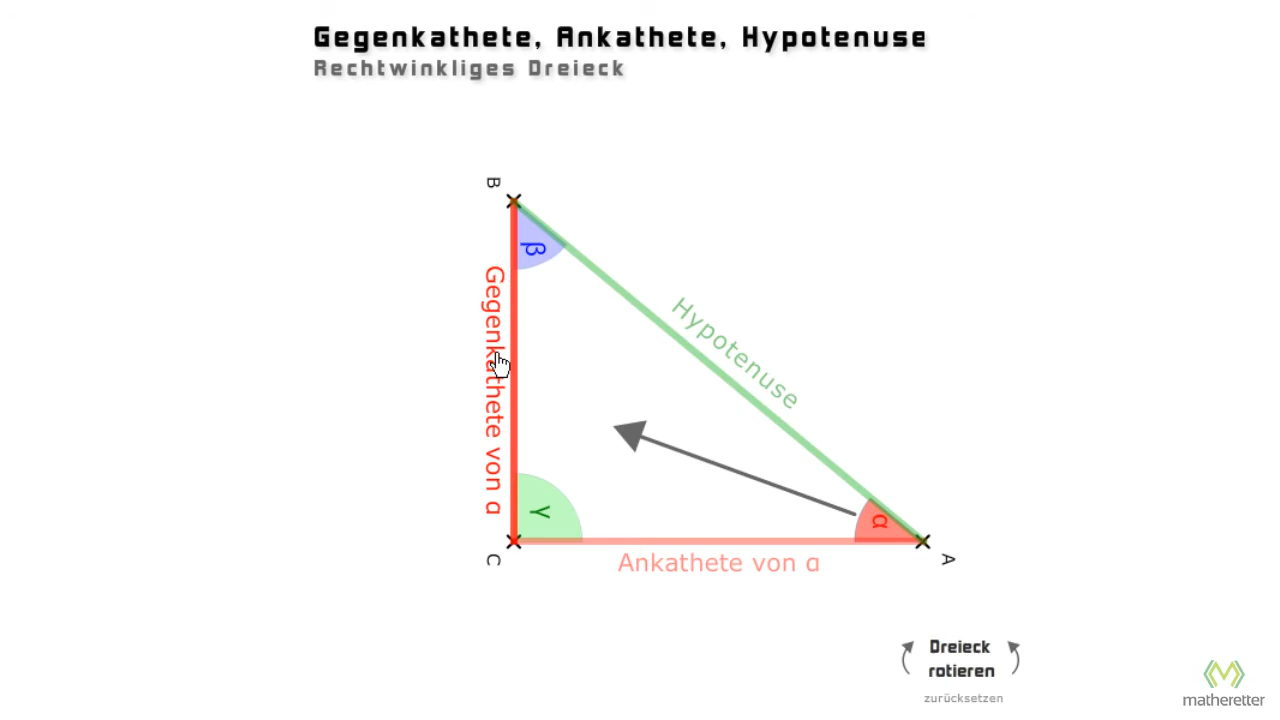 Gegenkathete, Ankathete, Hypotenuse
Rechtwinkliges Dreieck
B
β
Gegenkathete von α
Hypotenuse
γ
α
C
Ankathete von α
A
Dreieck
rotieren
zurücksetzen
matheretter